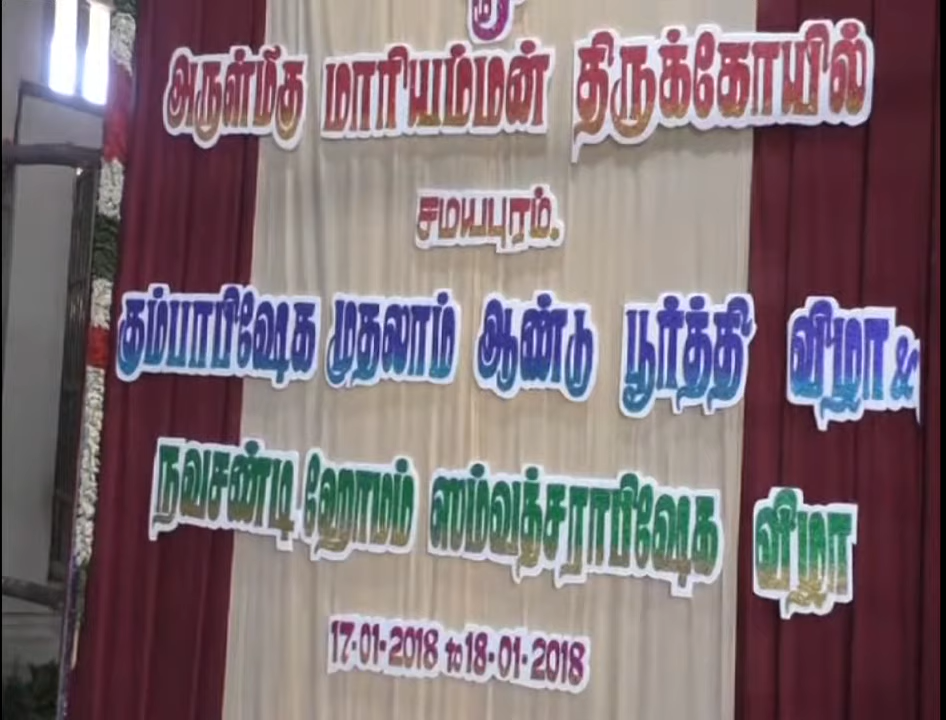 அருள்மிகு மாரியம்மன் திருக்கோயில்
சமயபுரம்.
கும்பாபிஷேக முதலாம் ஆண்டு பூர்த்தி விழா &
நவசண்டி ஹோமம் ஸம்வத்சராபிஷேக விழா
17-01-2018 to 18-01-2018